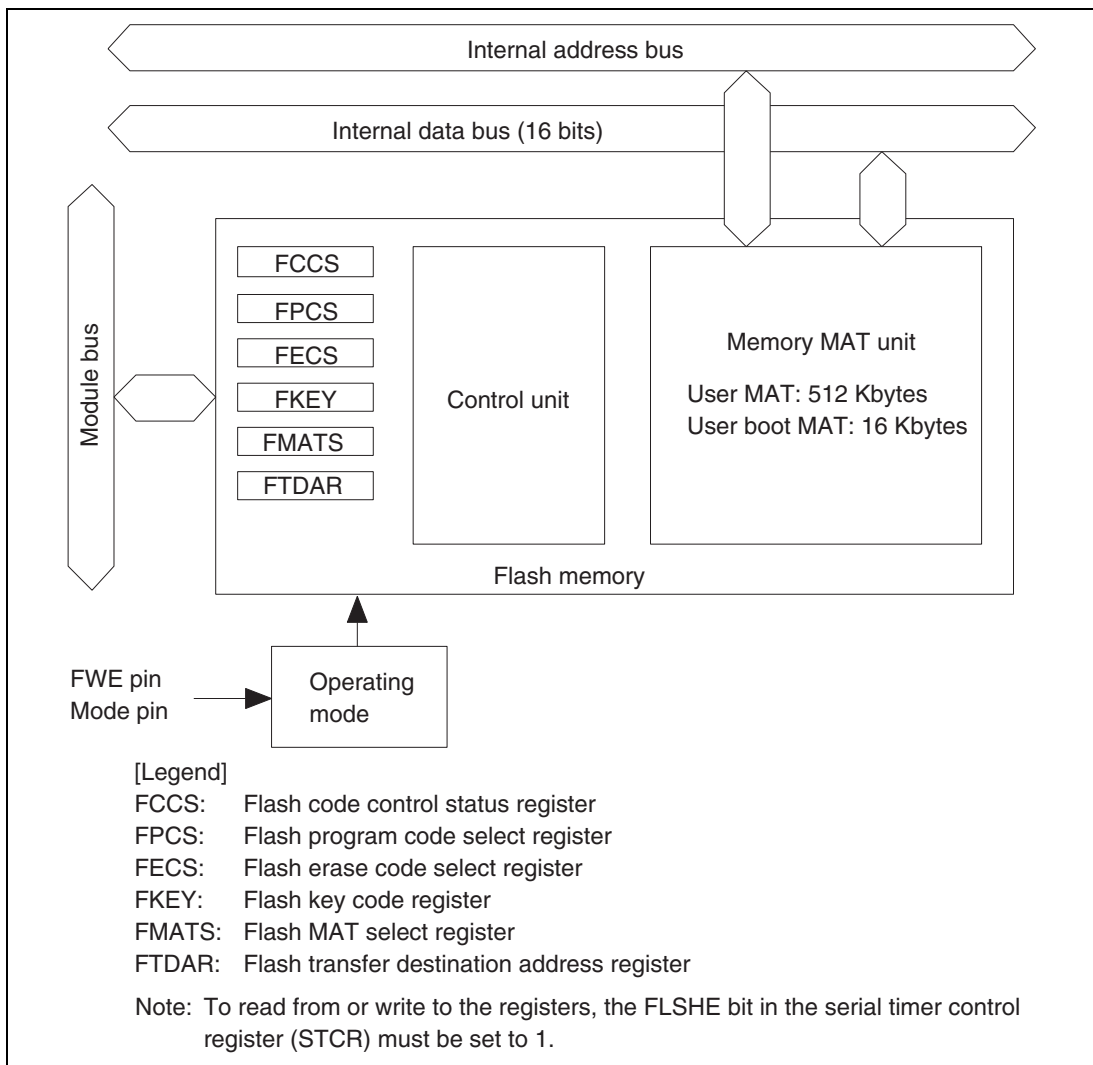 Internal address bus
Internal data bus (16 bits)
Module bus
FCCS
FPCS
FECS
FKEY
FMATS
FTDAR
Control unit
Memory MAT unit
User MAT: 512 Kbytes
User boot MAT: 16 Kbytes
Flash memory
FWE pin
Mode pin
Operating
mode
[Legend]
FCCS: Flash code control status register
FPCS: Flash program code select register
FECS: Flash erase code select register
FKEY: Flash key code register
FMATS: Flash MAT select register
FTDAR: Flash transfer destination address register
Note: To read from or write to the registers, the FLSHE bit in the serial timer control
register (STCR) must be set to 1.